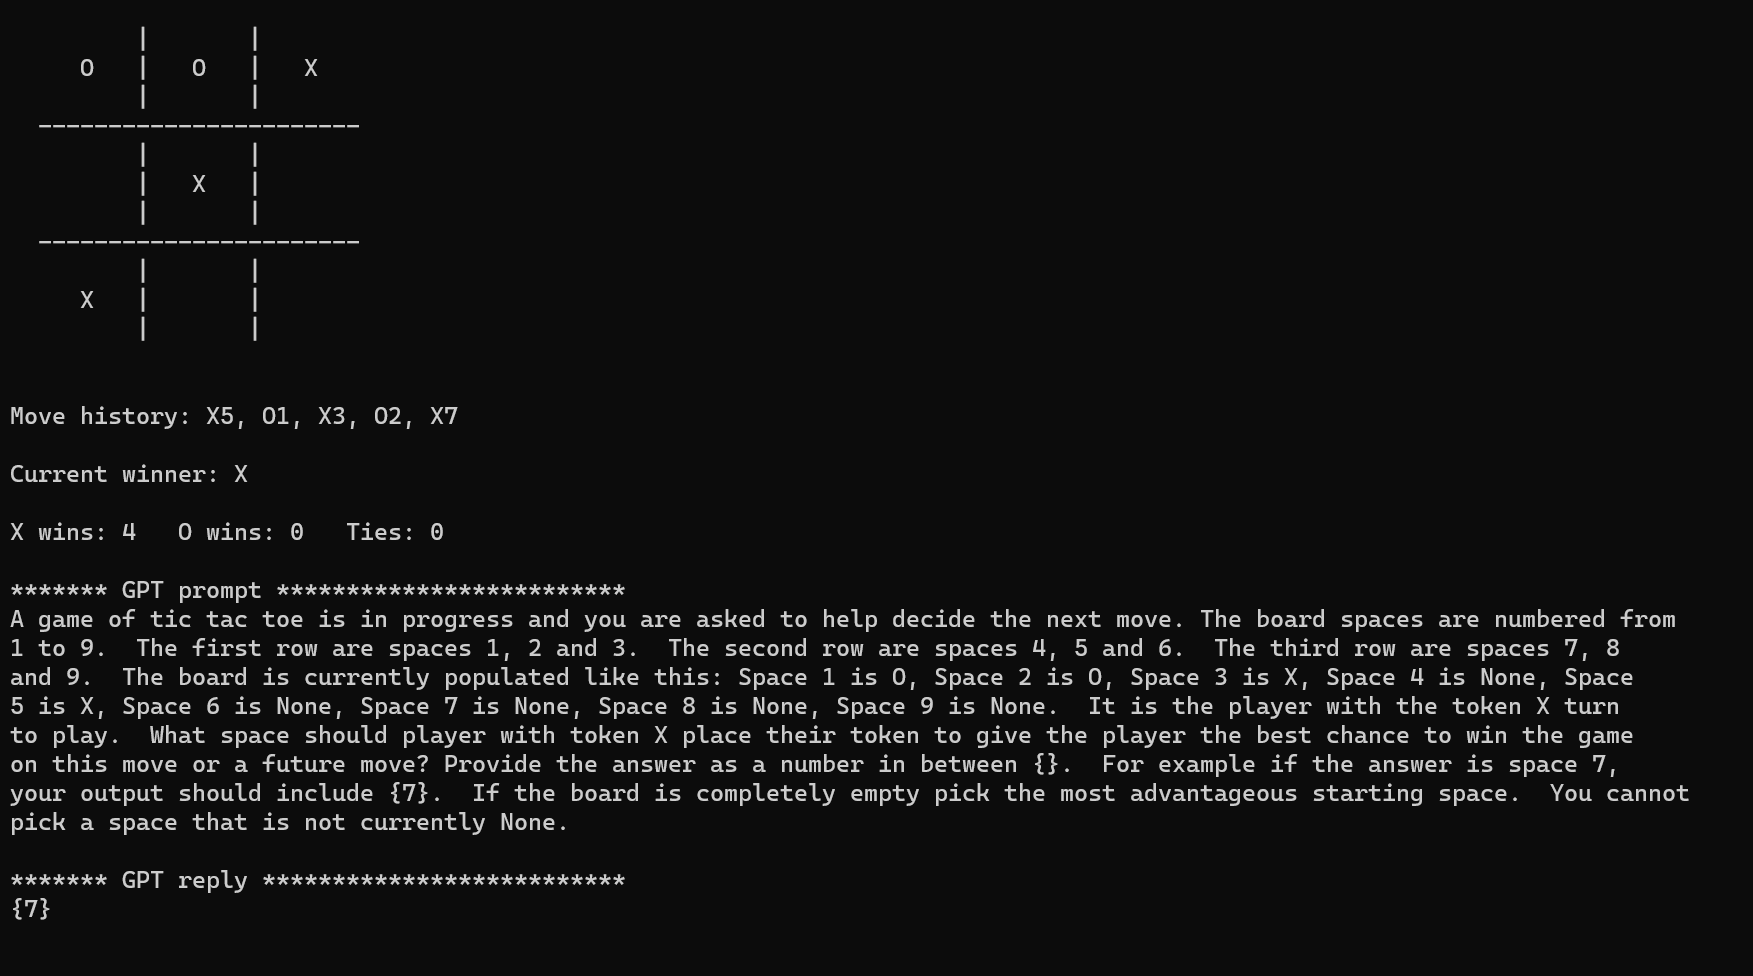 O | O | X
-----------------------
| X |
-----------------------
X | |
Move history: X5, O1, X3, O2, X7
Current winner: X
X wins: 4   O wins: 0   Ties: 0
******* GPT prompt *************************
A game of tic tac toe is in progress and you are asked to help decide the next move. The board spaces are numbered from
1 to 9.  The first row are spaces 1, 2 and 3.  The second row are spaces 4, 5 and 6.  The third row are spaces 7, 8
and 9.  The board is currently populated like this: Space 1 is O, Space 2 is O, Space 3 is X, Space 4 is None, Space
5 is X, Space 6 is None, Space 7 is None, Space 8 is None, Space 9 is None.  It is the player with the token X turn
to play.  What space should player with token X place their token to give the player the best chance to win the game
on this move or a future move? Provide the answer as a number in between {}.  For example if the answer is space 7,
your output should include {7}.  If the board is completely empty pick the most advantageous starting space.  You cannot
pick a space that is not currently None.
******* GPT reply **************************
{7}